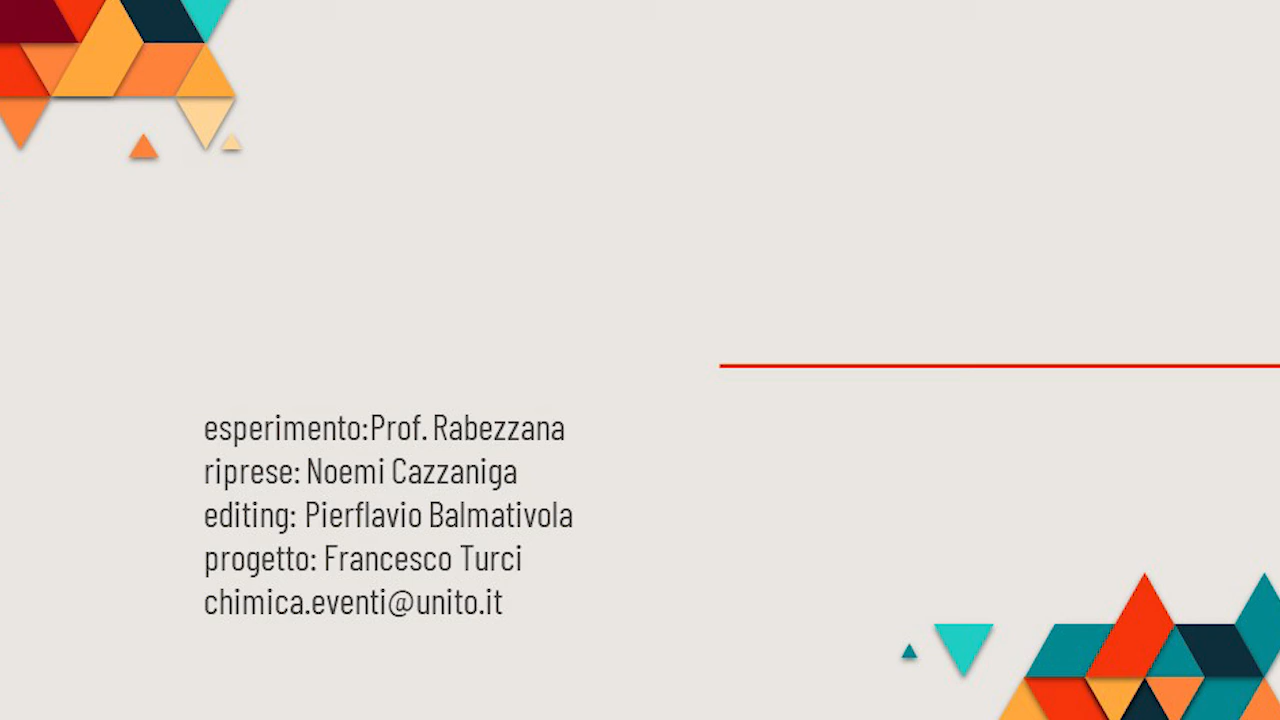 esperimento:Prof. Rabezzana
riprese: Noemi Cazzaniga
editing: Pierflavio Balmativola
progetto: Francesco Turci
chimica.eventi@unito.it